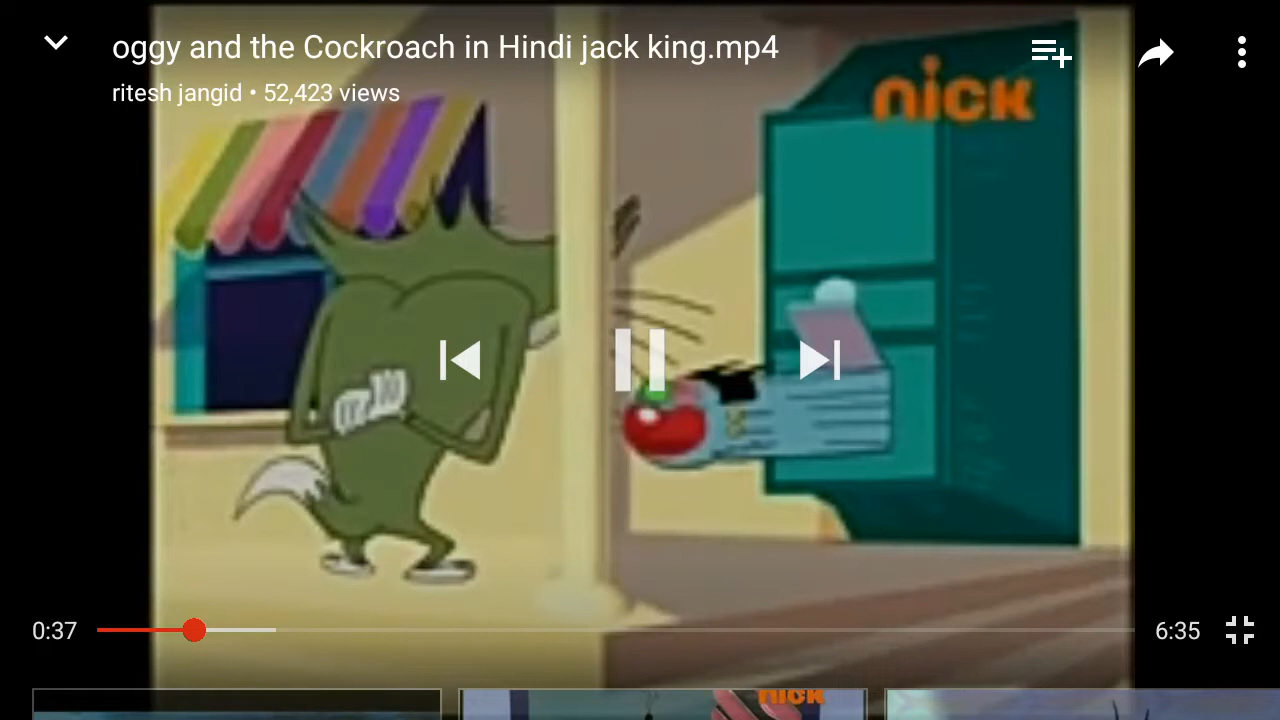 oggy and the Cockroach in Hindi jack king.mp4
ritesh jangid • 52,423 views
nick
0:37
6:35
nick